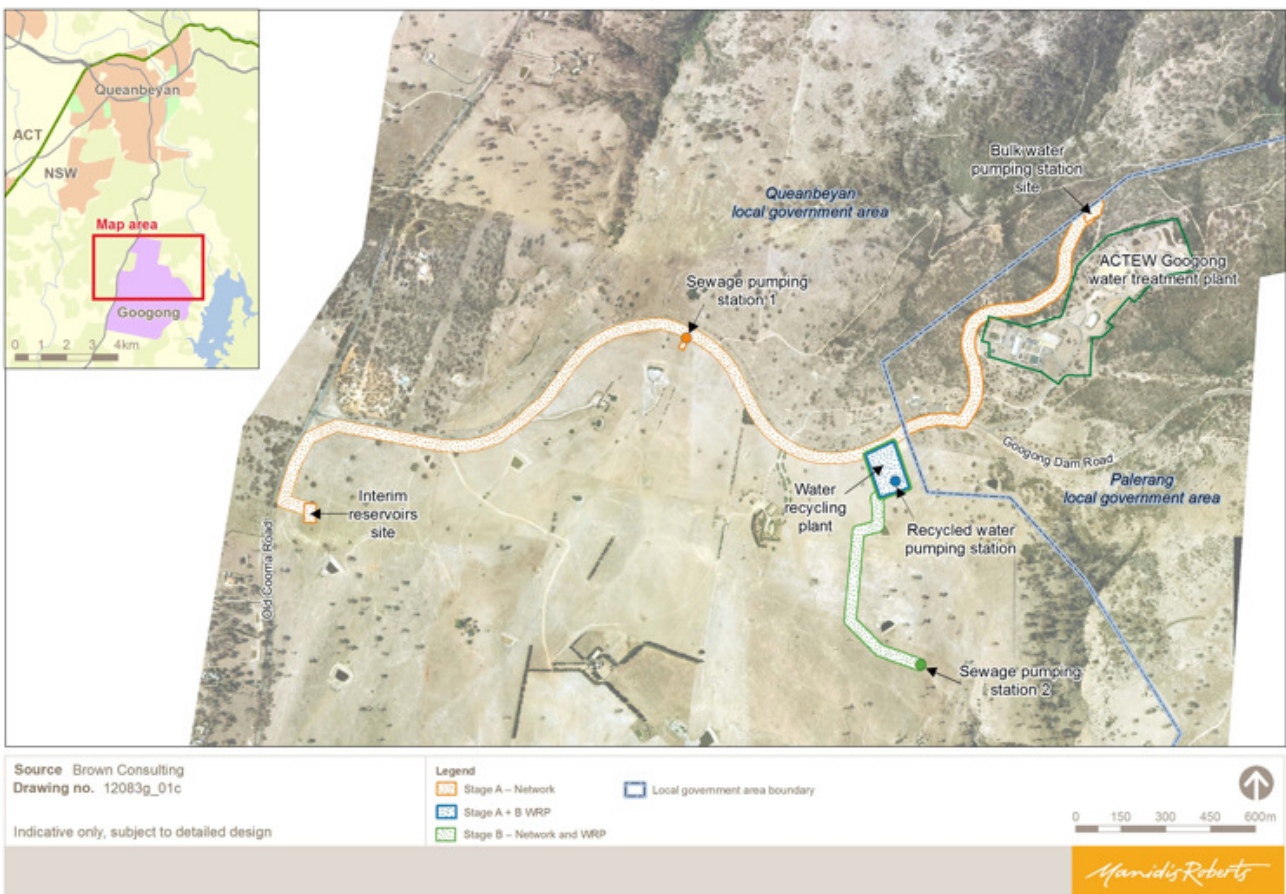 Queanbeyan
ACT
NSW
Map area
Googong
0 1 2 3 4km
Bulk water
pumping station
site
Queanbeyan
local government area
ACTEW Googong
water treatment plant
Sewage pumping
station 1
Googong Dam Road
Palerang
local government area
Interim
reservoirs
site
Water
recycling
plant
Recycled water
pumping station
Old Cooma Road
Sewage pumping
station 2
Source Brown Consulting
Drawing no. 12083g_01c
Indicative only, subject to detailed design
Legend
Stage A – Network
Stage A + B WRP
Stage B – Network and WRP
Local government area boundary
0 150 300 450 600m
Manidis Roberts